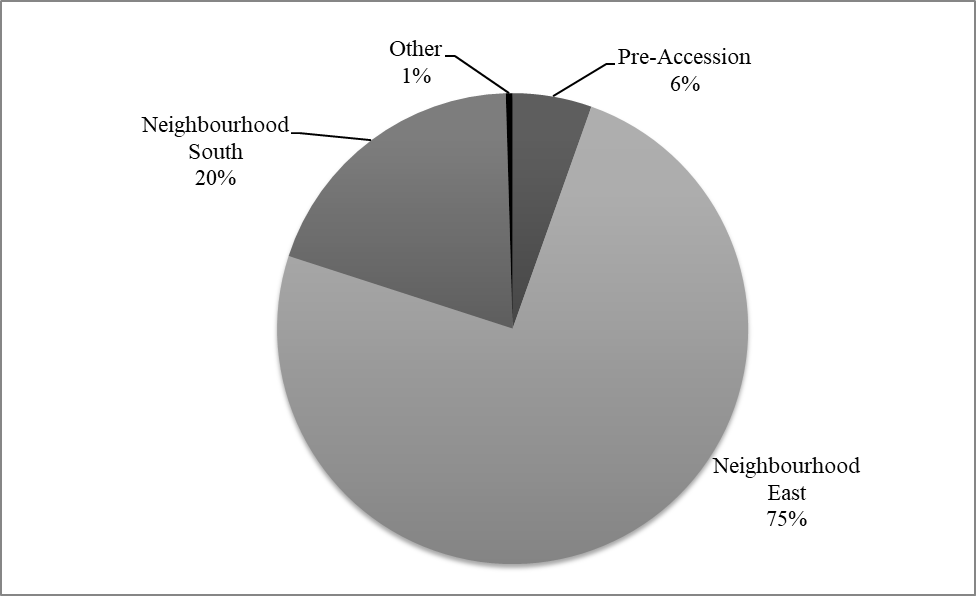 Other
1%
Pre-Accession
6%
Neighbourhood
South
20%
Neighbourhood
East
75%